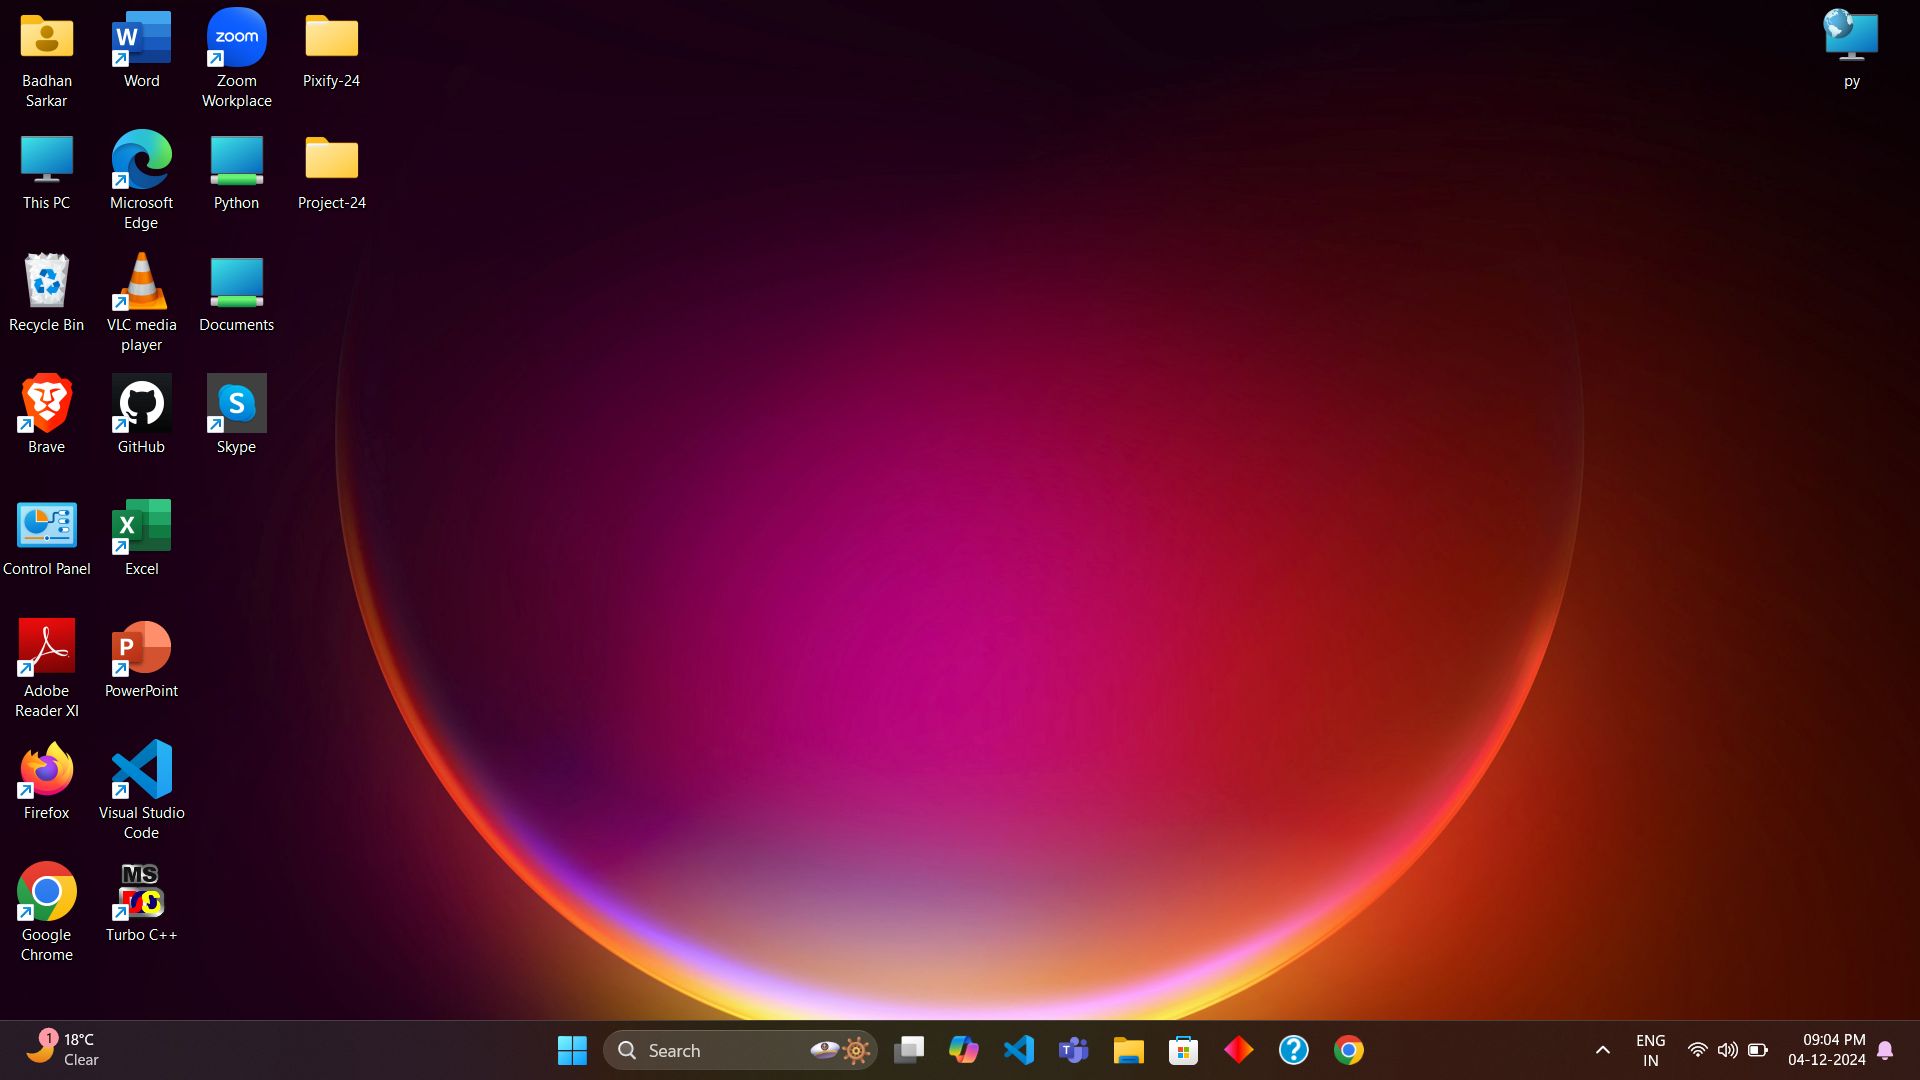 Badhan
Sarkar
Word
zoom
Zoom
Workplace
Pixify-24
py
This PC
Microsoft
Edge
Python
Project-24
Recycle Bin
VLC media
player
Documents
Brave
GitHub
S
Skype
Control Panel
X
Excel
Adobe
Reader XI
P
PowerPoint
Firefox
Visual Studio
Code
Google
Chrome
MS
Turbo C++
W
1
18°C
Clear
Search
T
?
ENG
IN
09:04 PM
04-12-2024